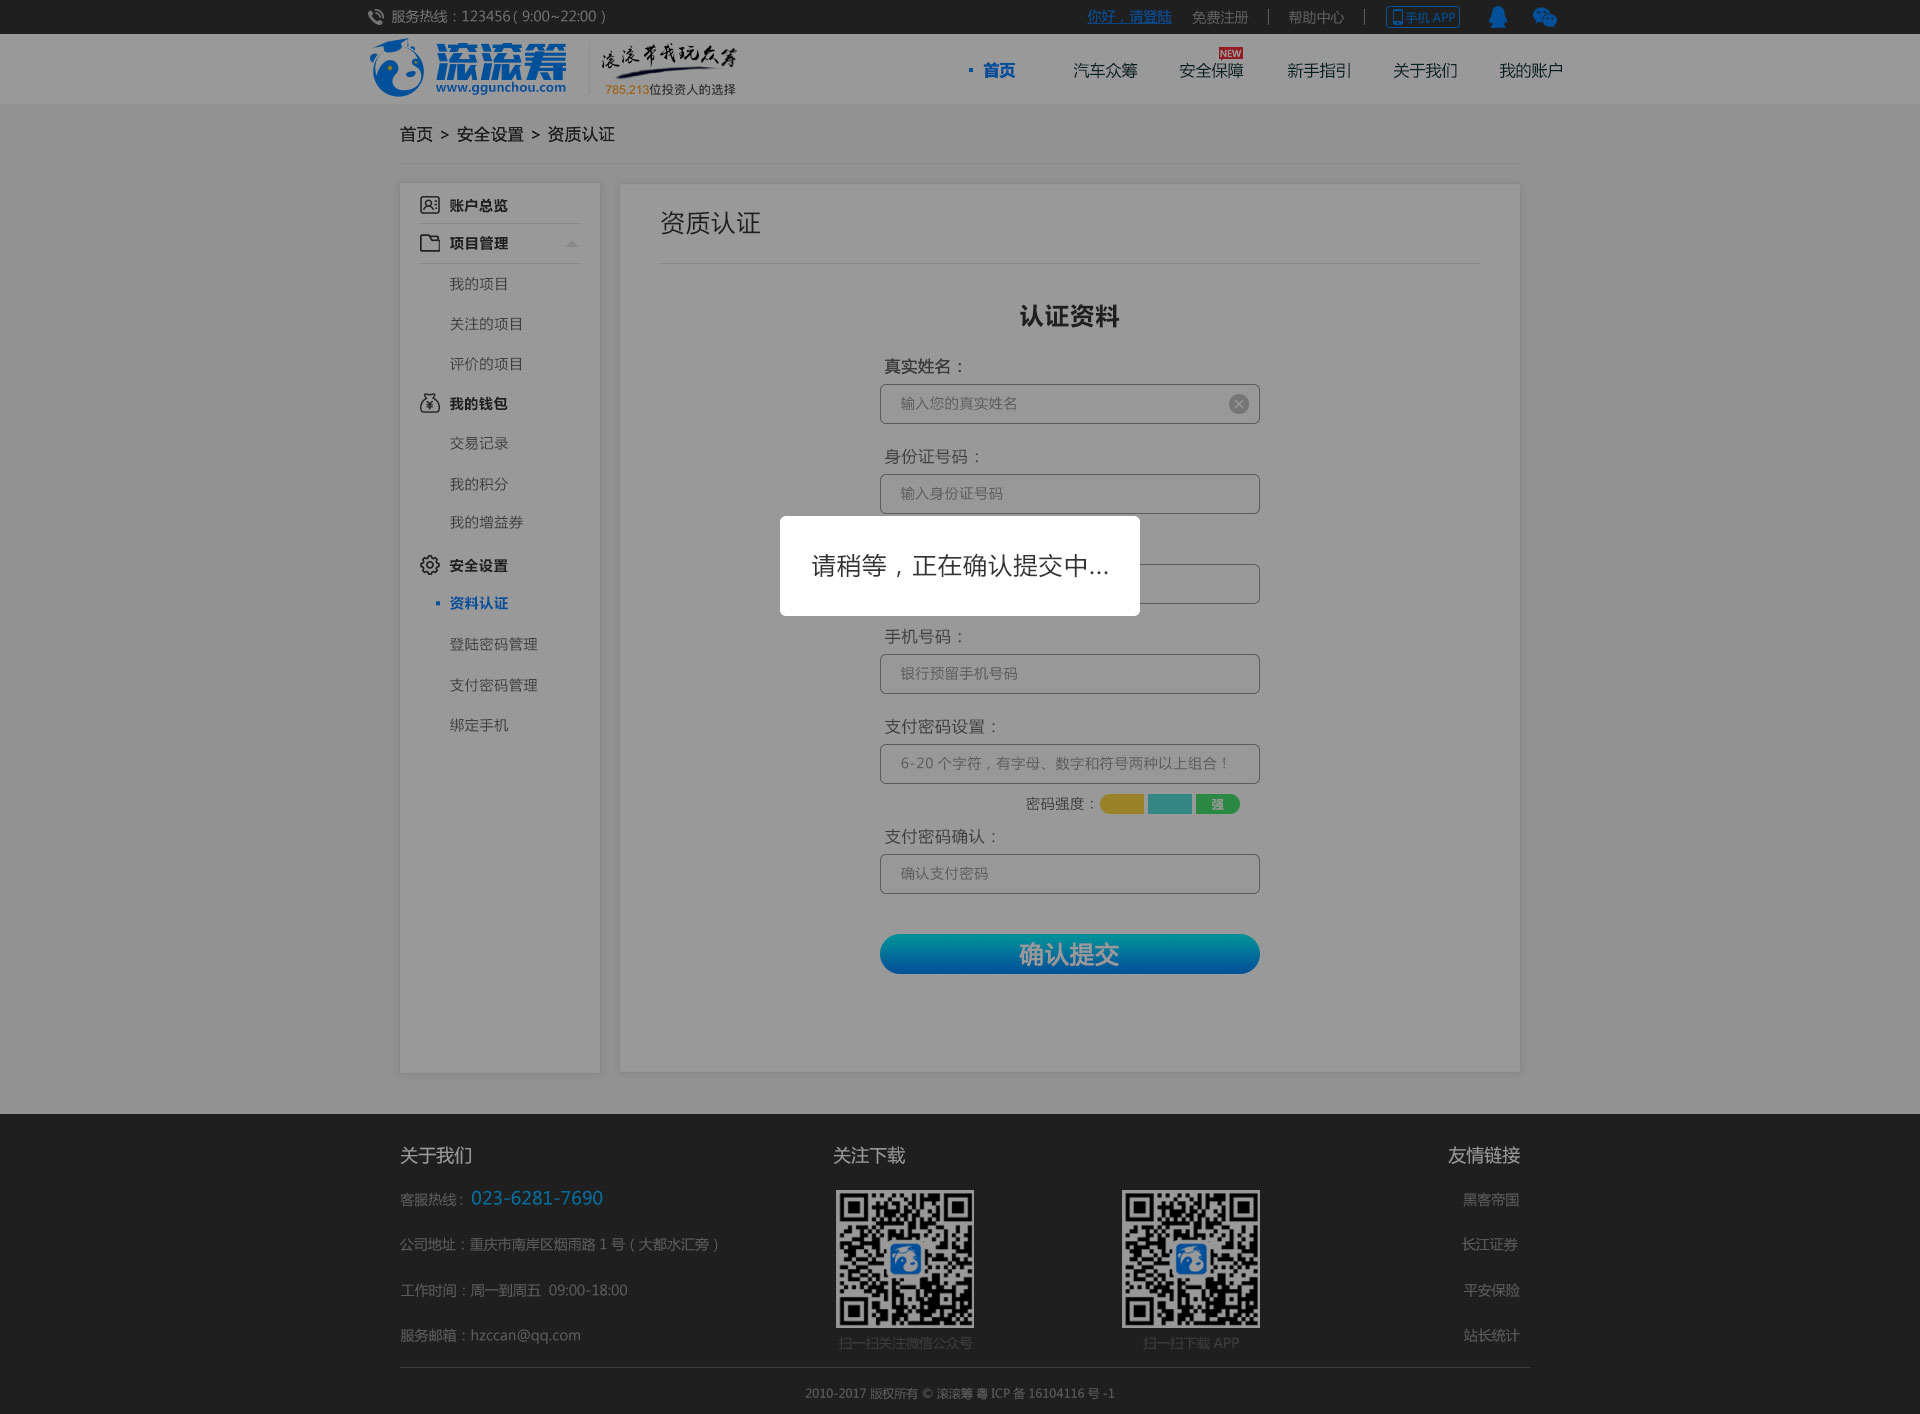 服务热线：123456（9:00~22:00）
你好，请登陆
免费注册
帮助中心
手机 APP
滚滚筹
www.ggunchou.com
滚滚带我玩众筹
785,213位投资人的选择
首页
汽车众筹
安全保障
NEW
新手指引
关于我们
我的账户
首页 > 安全设置 > 资质认证
账户总览
项目管理
我的项目
关注的项目
评价的项目
我的钱包
交易记录
我的积分
我的增益券
安全设置
资料认证
登陆密码管理
支付密码管理
绑定手机
资质认证
认证资料
真实姓名：
输入您的真实姓名
身份证号码：
输入身份证号码
请稍等，正在确认提交中...
手机号码：
银行预留手机号码
支付密码设置：
6-20 个字符，有字母、数字和符号两种以上组合！
密码强度：
强
支付密码确认：
确认支付密码
确认提交
关于我们
客服热线：023-6281-7690
公司地址：重庆市南岸区烟雨路 1 号（大都水汇旁）
工作时间：周一到周五 09:00-18:00
服务邮箱：hzccan@qq.com
关注下载
扫一扫关注微信公众号
扫一扫下载 APP
友情链接
黑客帝国
长江证券
平安保险
站长统计
2010-2017 版权所有 © 滚滚筹 粤 ICP 备 16104116 号 -1